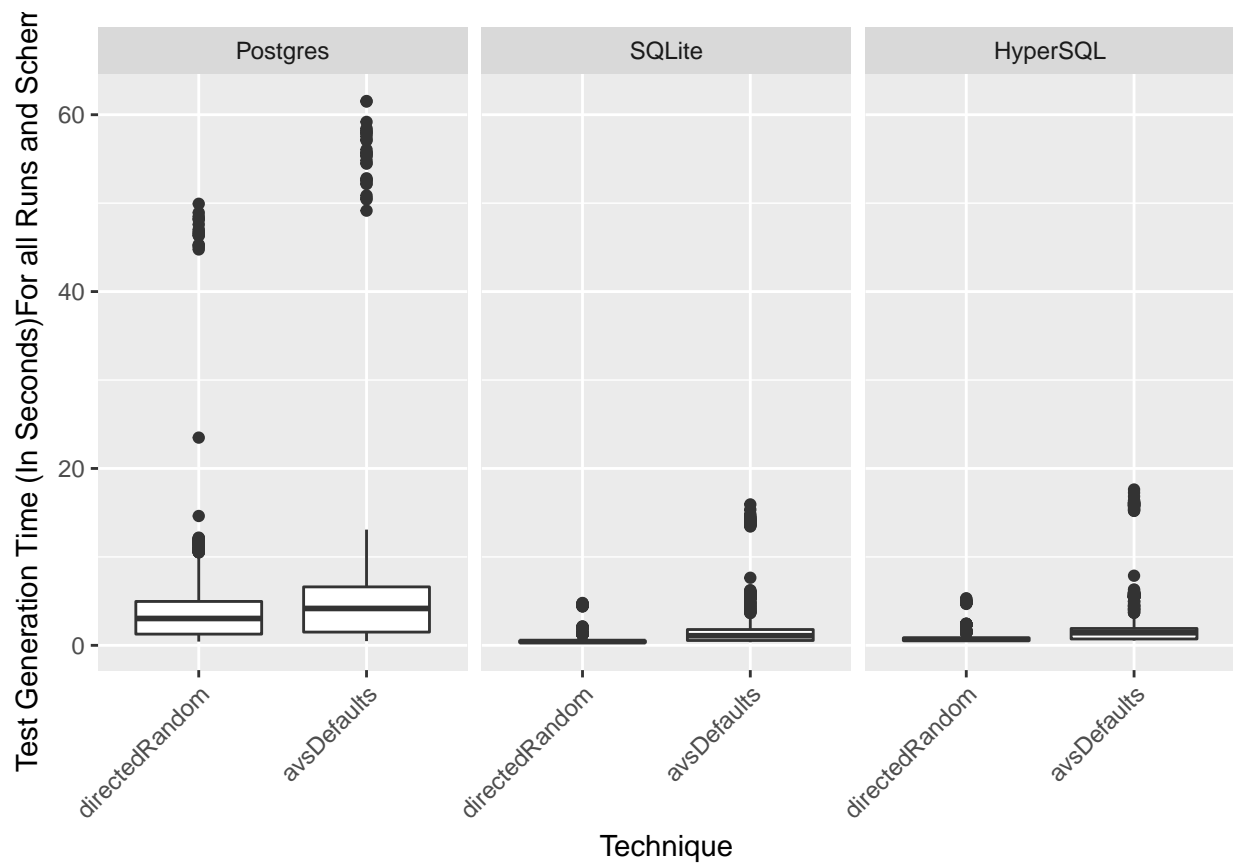 Test Generation Time (In Seconds)For all Runs and
Postgres
SQLite
HyperSQL
60
40
20
0
directedRandom
avsDefaults
directedRandom
avsDefaults
directedRandom
avsDefaults
Technique